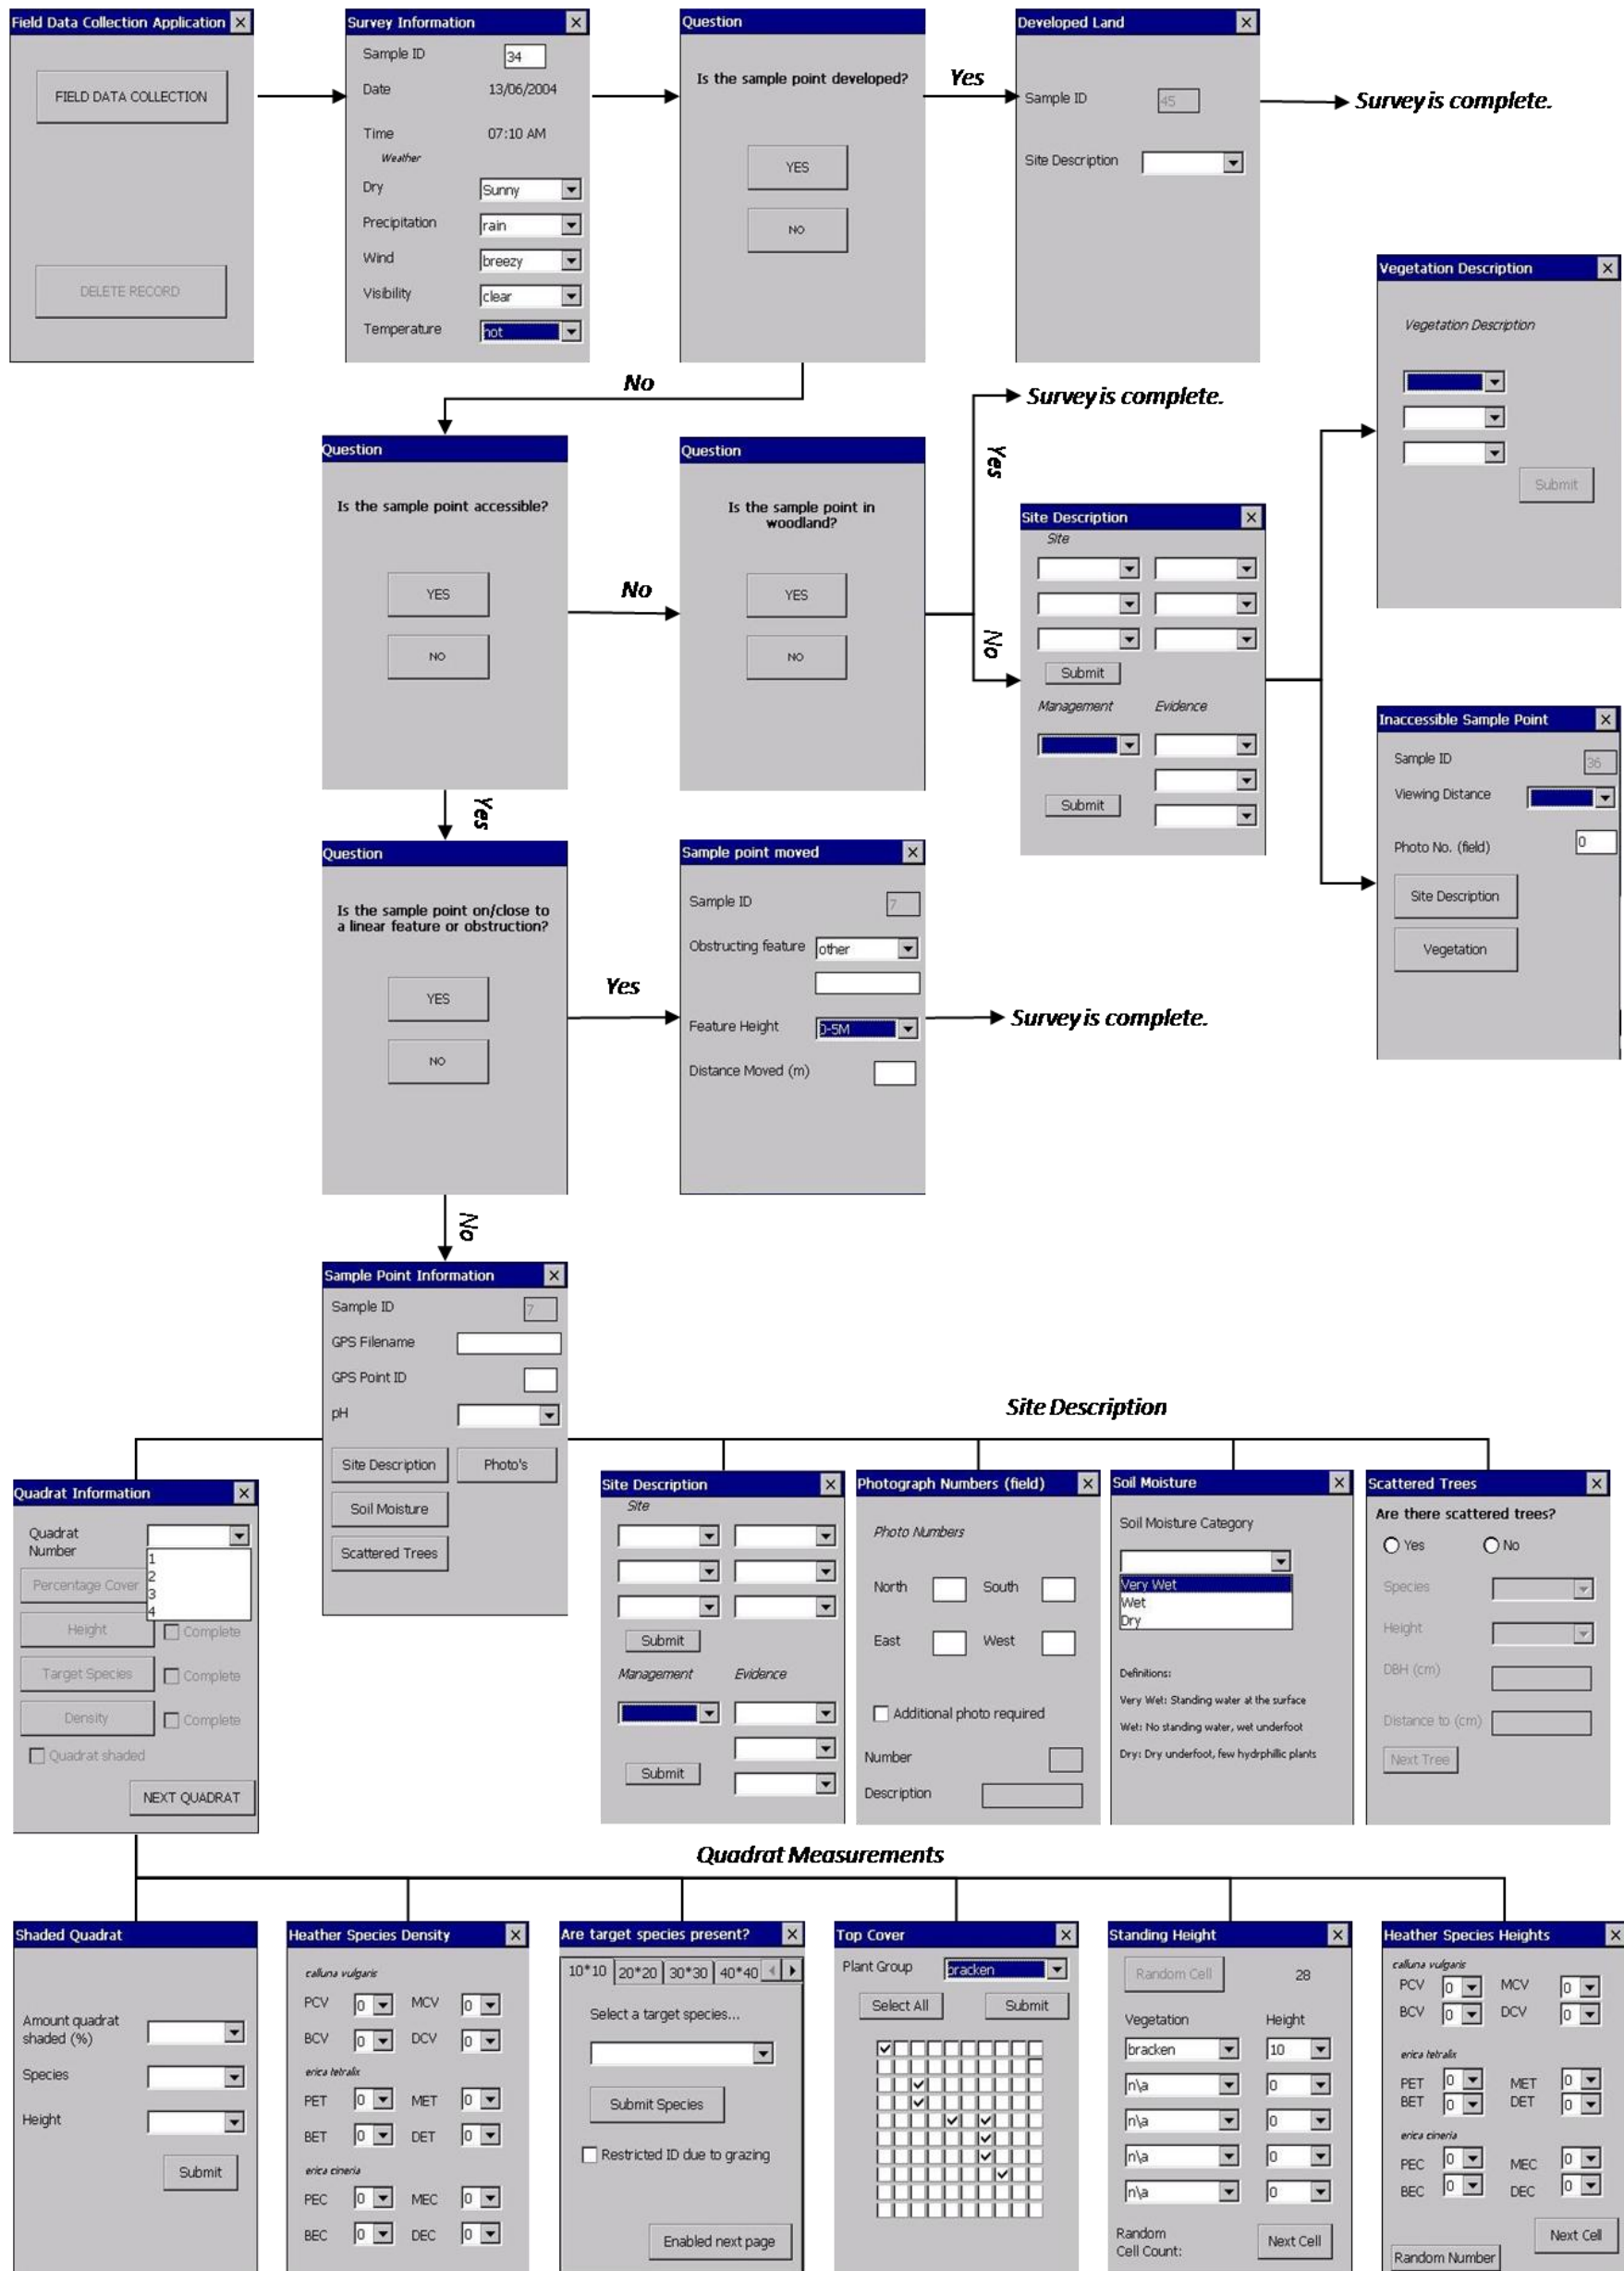 Field Data Collection Application
FIELD DATA COLLECTION
DELETE RECORD
Survey Information
Sample ID 34
Date 13/06/2004
Time 07:10 AM
Weather
Dry Sunny
Precipitation rain
Wind breezy
Visibility clear
Temperature hot
Question
Is the sample point developed?
YES
NO
Yes
Developed Land
Sample ID 45
Site Description
Survey is complete.
No
Question
Is the sample point accessible?
YES
NO
No
Question
Is the sample point in
woodland?
YES
NO
Yes
Survey is complete.
No
Site Description
Site
Submit
Management Evidence
Submit
Vegetation Description
Vegetation Description
Submit
Inaccessible Sample Point
Sample ID 36
Viewing Distance
Photo No. (field) 0
Site Description
Vegetation
Yes
Question
Is the sample point on/close to
a linear feature or obstruction?
YES
NO
Yes
Sample point moved
Sample ID 7
Obstructing feature other
Feature Height 0-5M
Distance Moved (m)
Survey is complete.
No
Sample Point Information
Sample ID 7
GPS Filename
GPS Point ID
pH
Site Description Photo's
Soil Moisture
Scattered Trees
Quadrat Information
Quadrat
Number
1
2
3
4
Percentage Cover
Height Complete
Target Species Complete
Density Complete
Quadrat shaded
NEXT QUADRAT
Site Description
Site Description
Site
Submit
Management Evidence
Submit
Photograph Numbers (field)
Photo Numbers
North South
East West
Additional photo required
Number
Description
Soil Moisture
Soil Moisture Category
Very Wet
Wet
Dry
Definitions:
Very Wet: Standing water at the surface
Wet: No standing water, wet underfoot
Dry: Dry underfoot, few hydrphillic plants
Scattered Trees
Are there scattered trees?
Yes No
Species
Height
DBH (cm)
Distance to (cm)
Next Tree
Quadrat Measurements
Shaded Quadrat
Amount quadrat
shaded (%)
Species
Height
Submit
Heather Species Density
calluna vulgaris
PCV 0 MCV 0
BCV 0 DCV 0
erica tetralix
PET 0 MET 0
BET 0 DET 0
erica cineria
PEC 0 MEC 0
BEC 0 DEC 0
Are target species present?
10*10 20*20 30*30 40*40
Select a target species...
Submit Species
Restricted ID due to grazing
Enabled next page
Top Cover
Plant Group bracken
Select All Submit
Standing Height
Random Cell 28
Vegetation Height
bracken 10
n\a 0
n\a 0
n\a 0
n\a 0
Random
Cell Count:
Next Cell
Heather Species Heights
calluna vulgaris
PCV 0 MCV 0
BCV 0 DCV 0
erica tetralix
PET 0 MET 0
BET 0 DET 0
erica cineria
PEC 0 MEC 0
BEC 0 DEC 0
Next Cell
Random Number